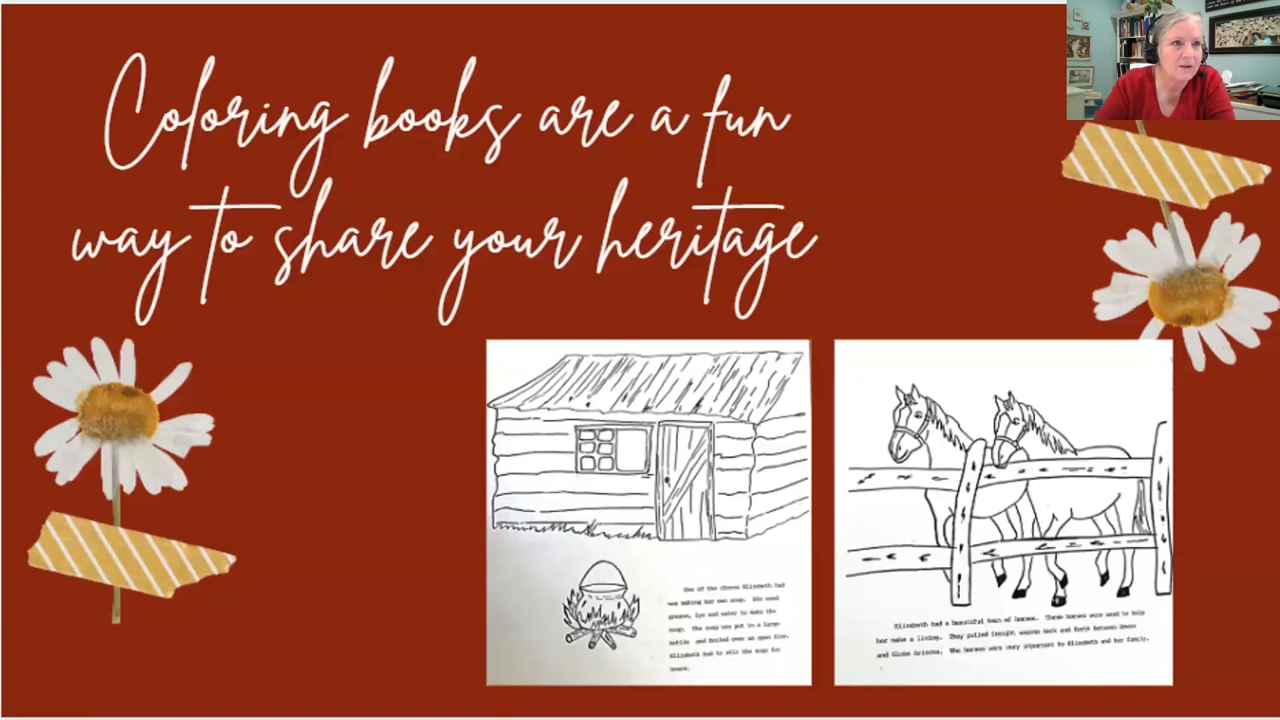 Coloring books are a fun
way to share your heritage
One of the chores Elizabeth had
was making her own soap. She used
grease, lye and water to make the
soap. The soap was put in a large
kettle and boiled over an open fire.
Elizabeth had to stir the soap for
hours.
Elizabeth had a beautiful team of horses. These horses were used to help
her make a living. They pulled freight wagons back and forth between
and Globe Arizona. The horses were very important to Elizabeth and her family.